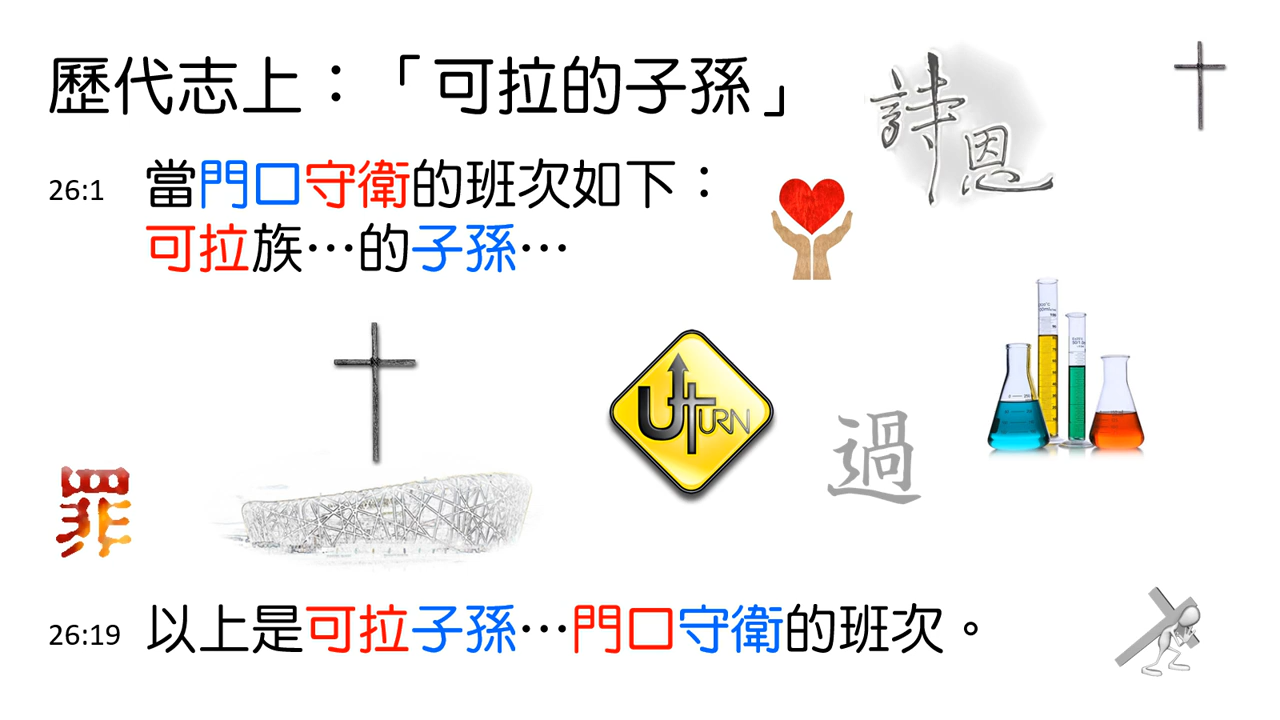 歷代志上：「可拉的子孫」
詩恩
26:1 當門口守衛的班次如下：
可拉族…的子孫…
UTURN
過
罪
26:19 以上是可拉子孫…門口守衛的班次。